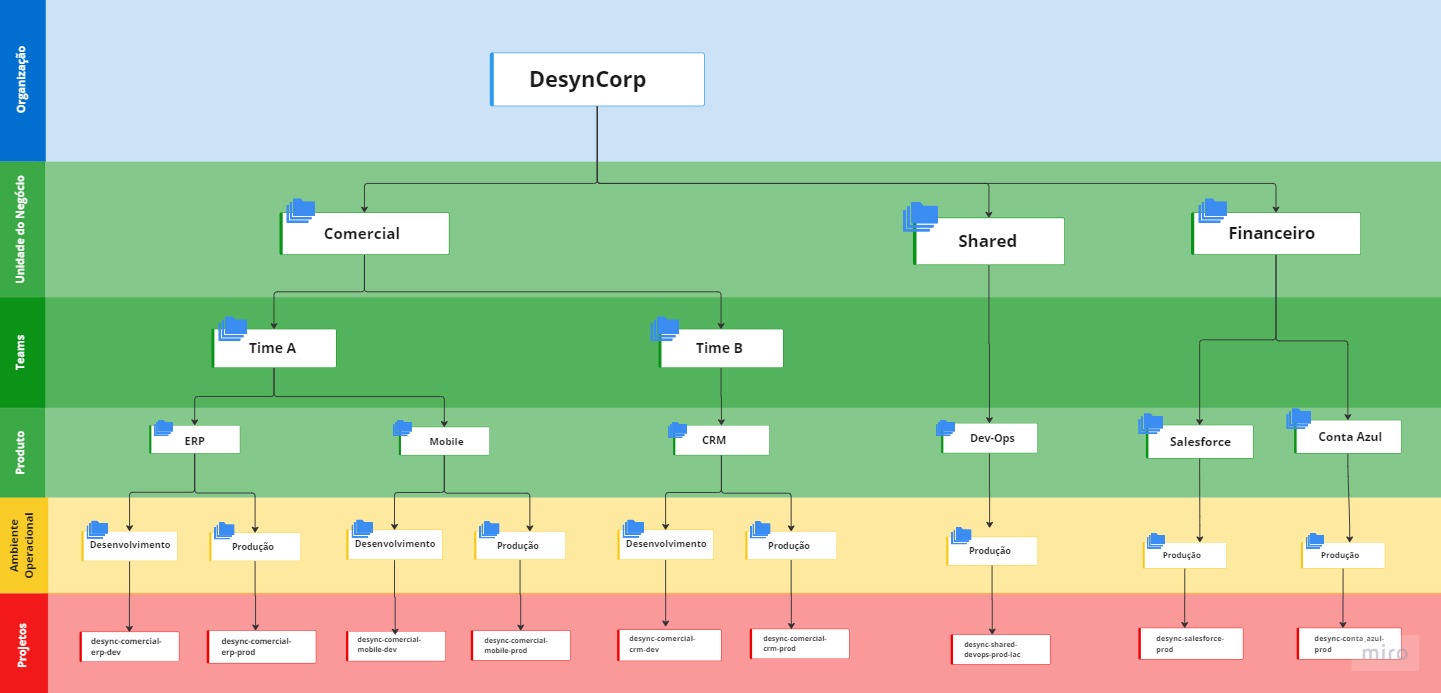 Organização
DesynCorp
Unidade do Negócio
Comercial
Shared
Financeiro
Teams
Time A
Time B
Produto
ERP
Mobile
CRM
Dev-Ops
Salesforce
Conta Azul
Ambiente
Operacional
Desenvolvimento
Produção
Desenvolvimento
Produção
Desenvolvimento
Produção
Produção
Produção
Produção
Projetos
desync-comercial-
erp-dev
desync-comercial-
erp-prod
desync-comercial-
mobile-dev
desync-comercial-
mobile-prod
desync-comercial-
crm-dev
desync-comercial-
crm-prod
desync-shared-
devops-prod-lac
desync-salesforce-
prod
desync-conta_azul-
prod
miro